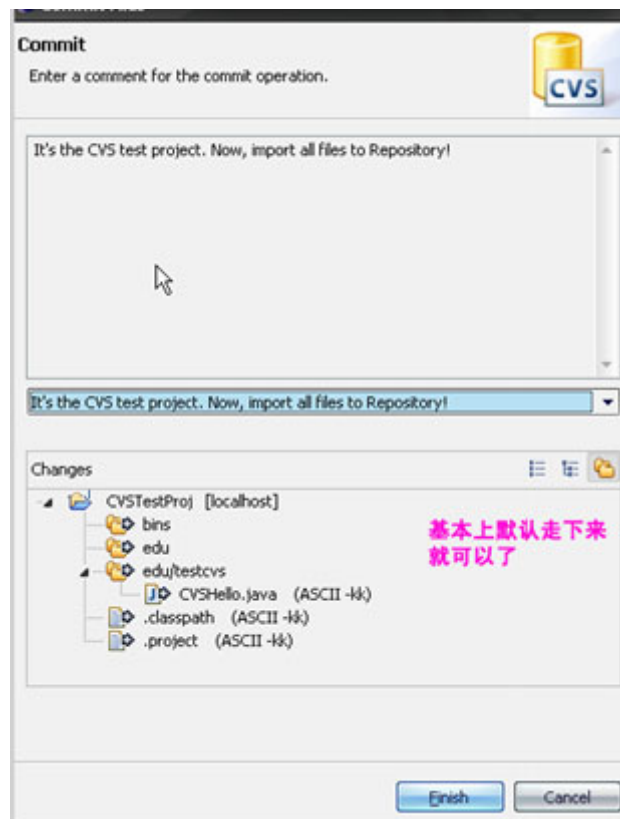 Commit
Enter a comment for the commit operation.
CVS
It's the CVS test project. Now, import all files to Repository!
It's the CVS test project. Now, import all files to Repository!
Changes
CVSTestProj [localhost]
bins
edu
edu/testcvs
CVSHello.java (ASCII -kk)
.classpath (ASCII -kk)
.project (ASCII -kk)
基本上默认走下来
就可以了
Finish
Cancel